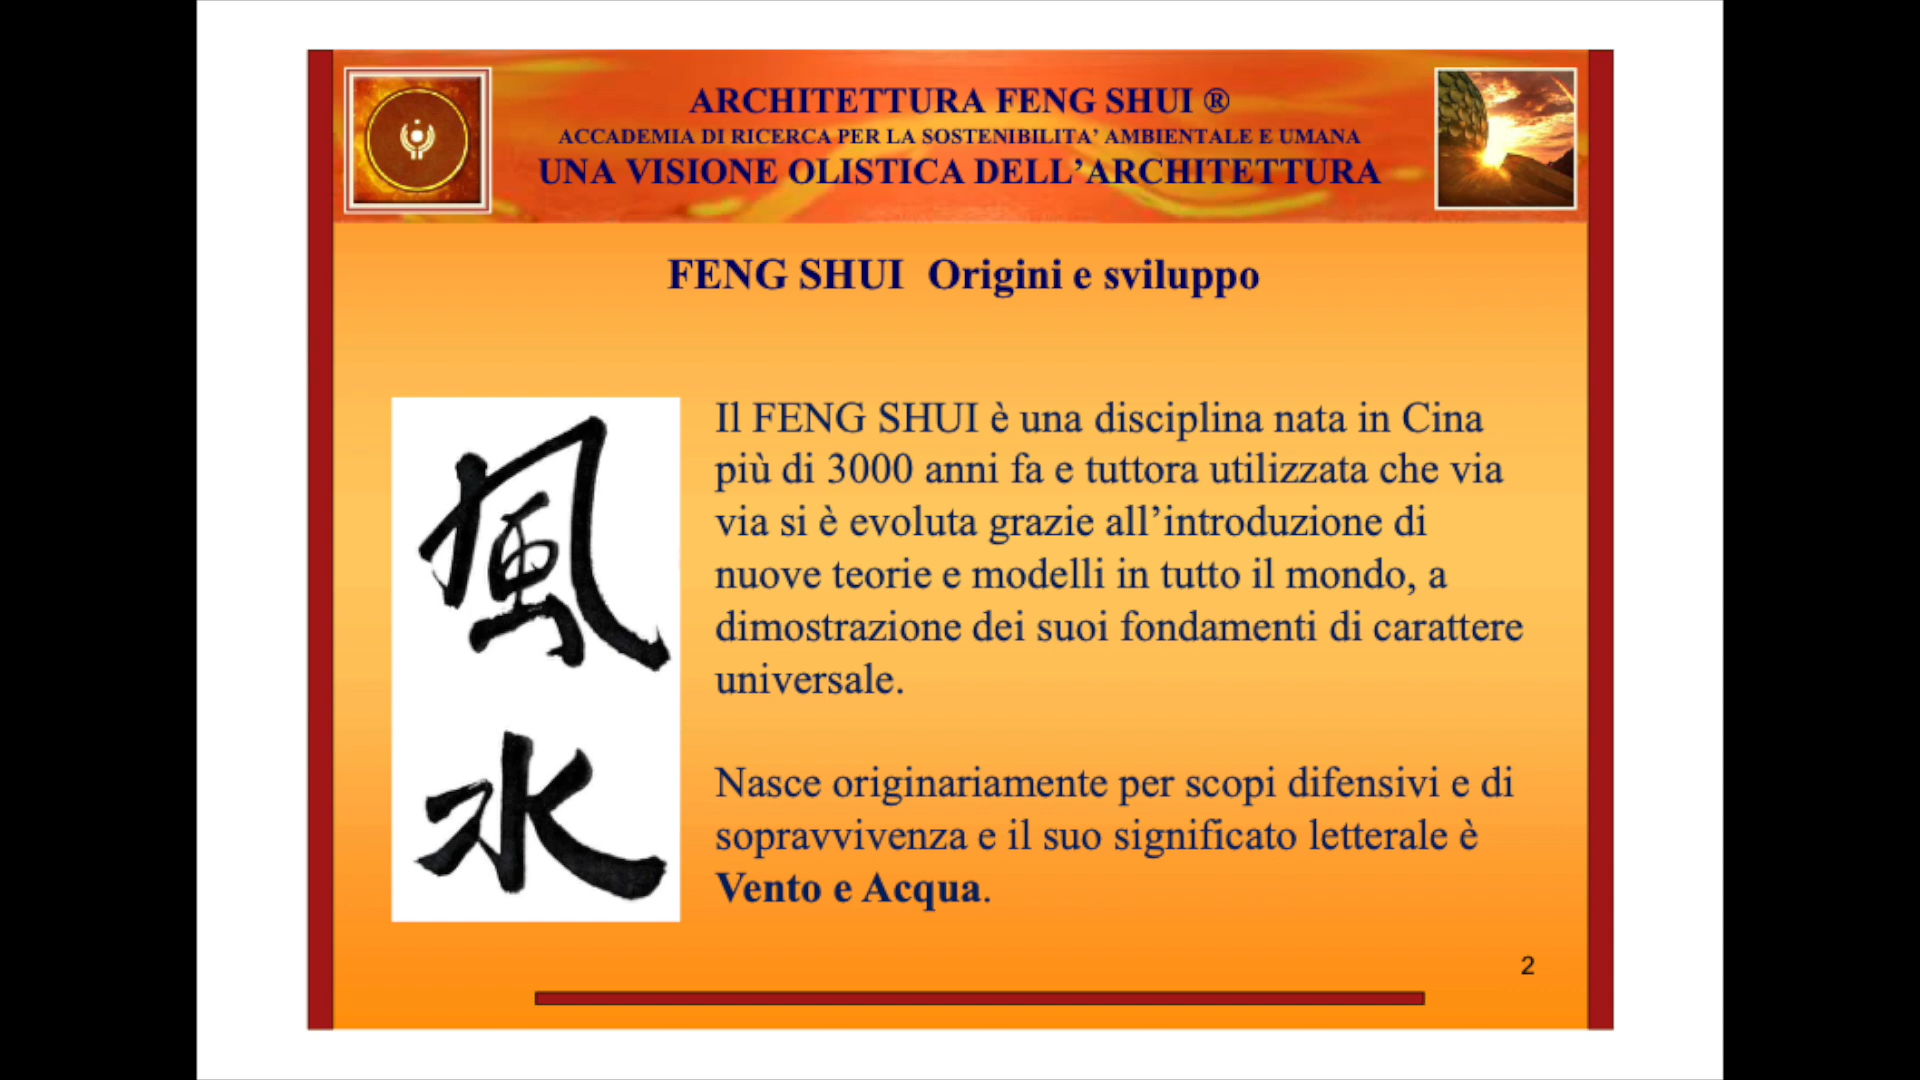 ARCHITETTURA FENG SHUI ®
ACCADEMIA DI RICERCA PER LA SOSTENIBILITA’ AMBIENTALE E UMANA
UNA VISIONE OLISTICA DELL’ARCHITETTURA
FENG SHUI Origini e sviluppo
風
水
Il FENG SHUI è una disciplina nata in Cina
più di 3000 anni fa e tuttora utilizzata che via
via si è evoluta grazie all’introduzione di
nuove teorie e modelli in tutto il mondo, a
dimostrazione dei suoi fondamenti di carattere
universale.
Nasce originariamente per scopi difensivi e di
sopravvivenza e il suo significato letterale è
Vento e Acqua.
2